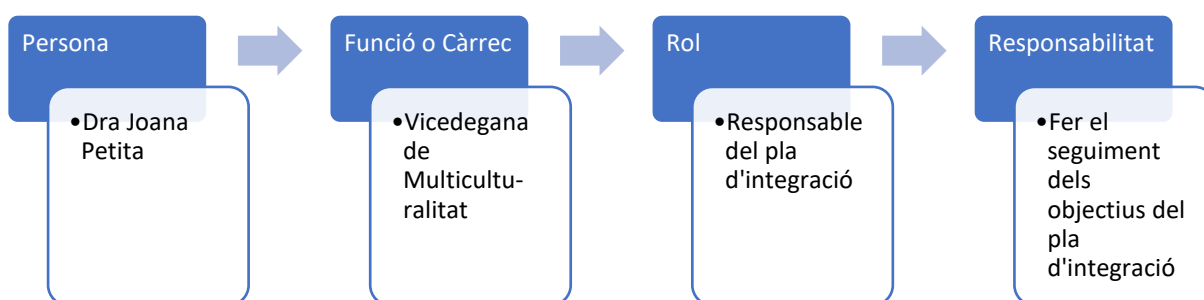 Persona
•Dra Joana
Petita
Funció o Càrrec
•Vicedegana
de
Multicultu-
ralitat
Rol
•Responsable
del pla
d'integració
Responsabilitat
•Fer el
seguiment
dels
objectius del
pla
d'integració